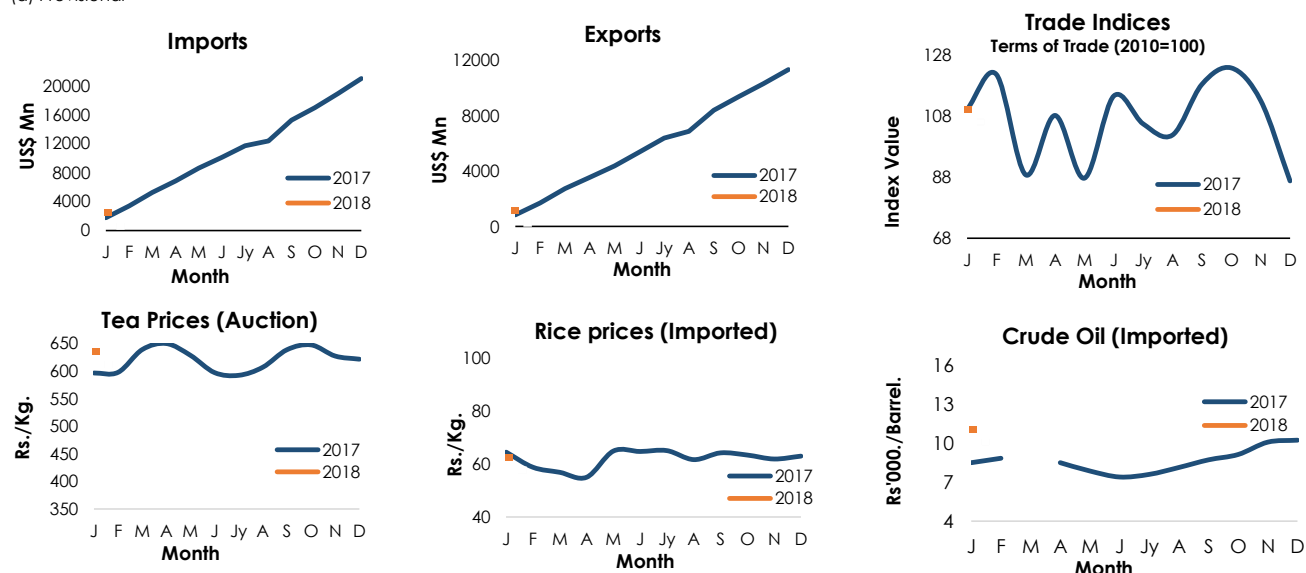 (a) Provisional
Imports
US$ Mn
20000
16000
12000
8000
4000
0
2017
2018
J F M A M J Jy A S O N D
Month
Exports
US$ Mn
12000
8000
4000
0
2017
2018
J F M A M J Jy A S O N D
Month
Trade Indices
Terms of Trade (2010=100)
Index Value
128
108
88
68
2017
2018
J F M A M J Jy A S O N D
Month
Tea Prices (Auction)
Rs./Kg.
650
600
550
500
450
400
350
2017
2018
J F M A M J Jy A S O N D
Month
Rice prices (Imported)
Rs./Kg.
100
80
60
40
2017
2018
J F M A M J Jy A S O N D
Month
Crude Oil (Imported)
Rs'000./Barrel.
16
13
10
7
4
2017
2018
J F M A M J Jy A S O N D
Month